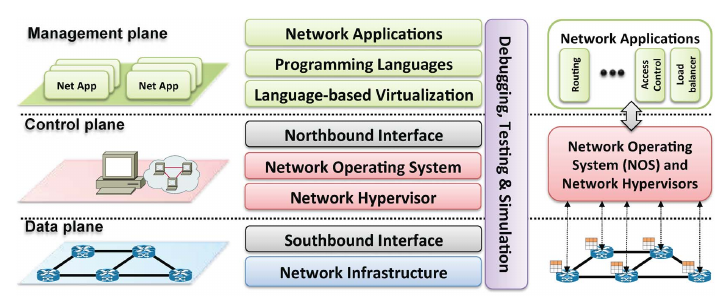 Management plane
Net App
Net App
Control plane
Data plane
Network Applications
Programming Languages
Language-based Virtualization
Northbound Interface
Network Operating System
Network Hypervisor
Southbound Interface
Network Infrastructure
Debugging, Testing & Simulation
Network Applications
Routing
Access
Control
Load
balancer
Network Operating
System (NOS) and
Network Hypervisors